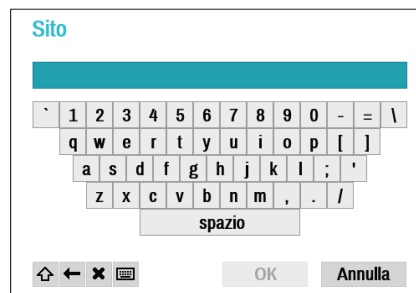 Sito
` 1 2 3 4 5 6 7 8 9 0 - = \
q w e r t y u i o p [ ]
a s d f g h j k l ; '
z x c v b n m , . /
spazio
OK Annulla